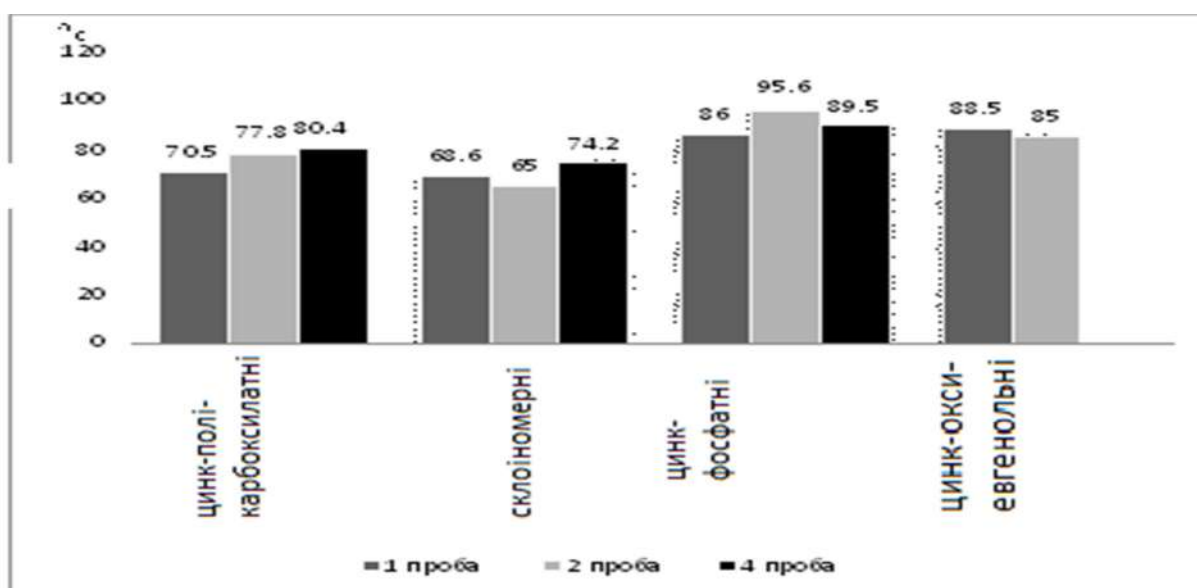 °c
120
100
80
60
40
20
0
70.5 77.8 80.4
68.6 65 74.2
86 95.6 89.5
88.5 85
цинк-полі-
карбоксилатні
склоіномерні
цинк-
фосфатні
цинк-окси-
евгенольні
1 проба 2 проба 4 проба